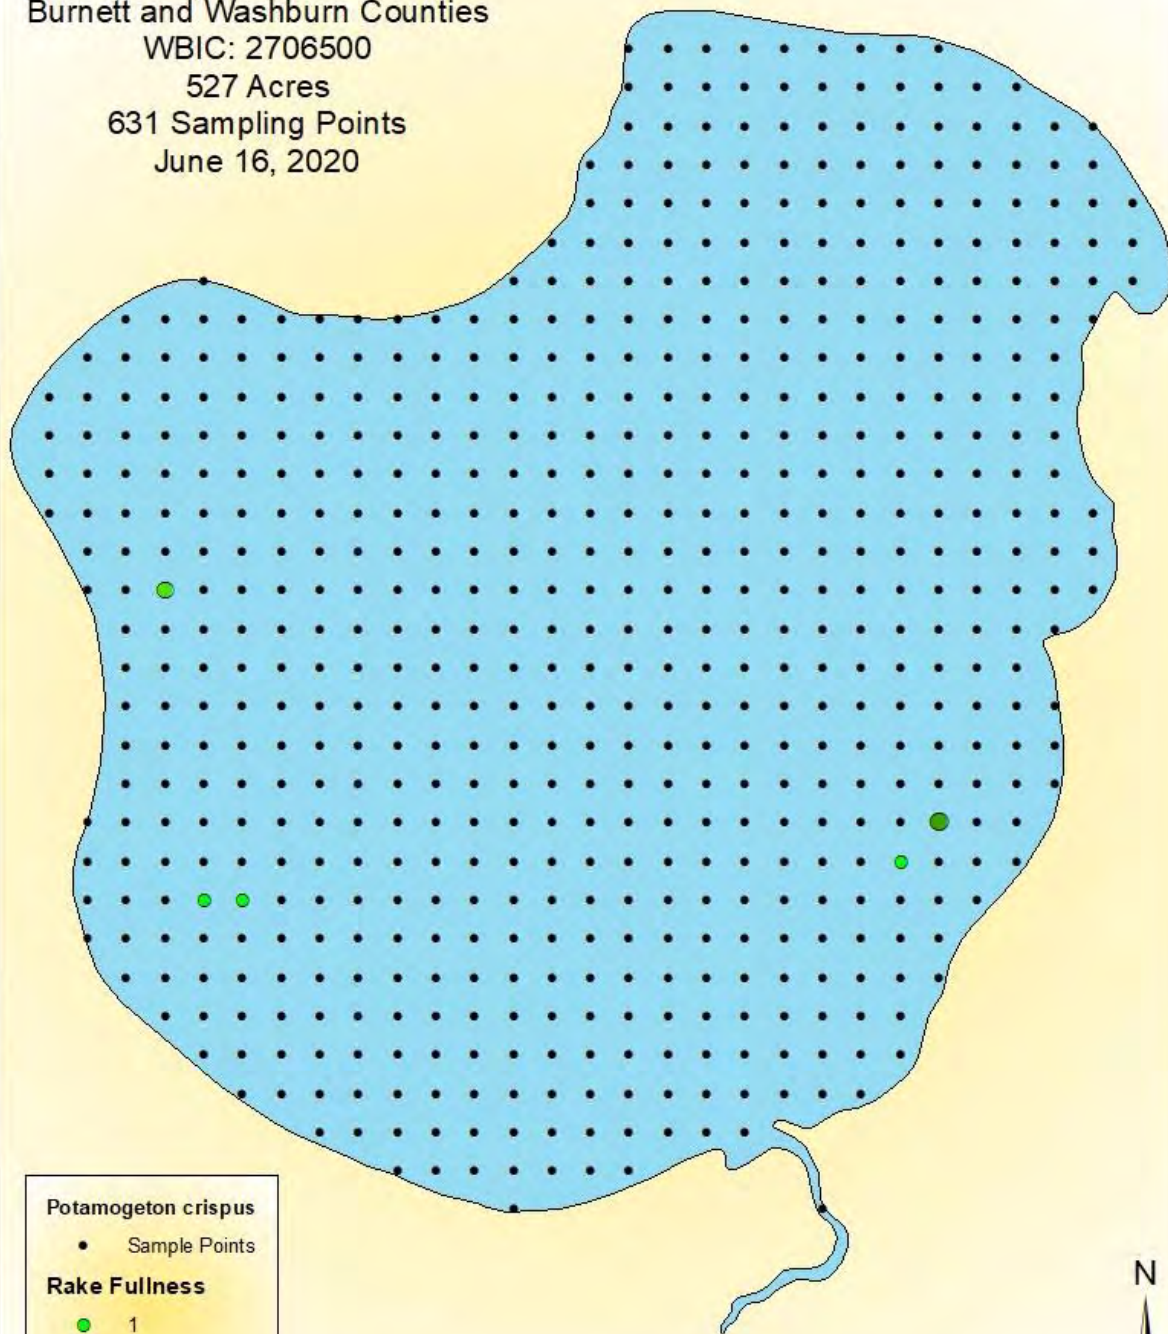 Burnett and Washburn Counties
WBIC: 2706500
527 Acres
631 Sampling Points
June 16, 2020
Potamogeton crispus
Sample Points
Rake Fullness
1
N